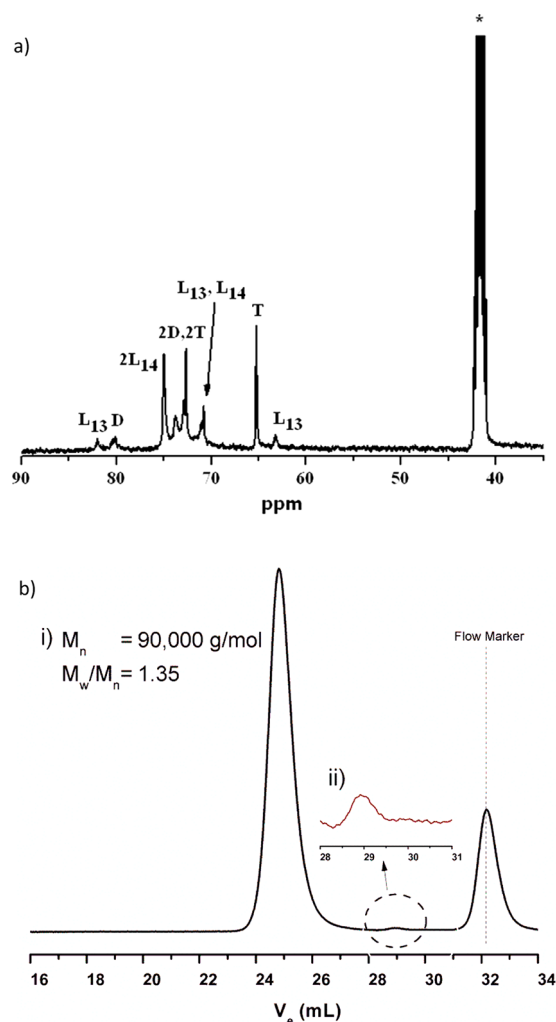 a)
*
L13, L14
2D,2T
T
2L14
L13 D
L13
90 80 70 60 50 40
ppm
b)
i) Mn = 90,000 g/mol
Mw/Mn= 1.35
Flow Marker
ii)
28 29 30 31
16 18 20 22 24 26 28 30 32 34
Ve (mL)